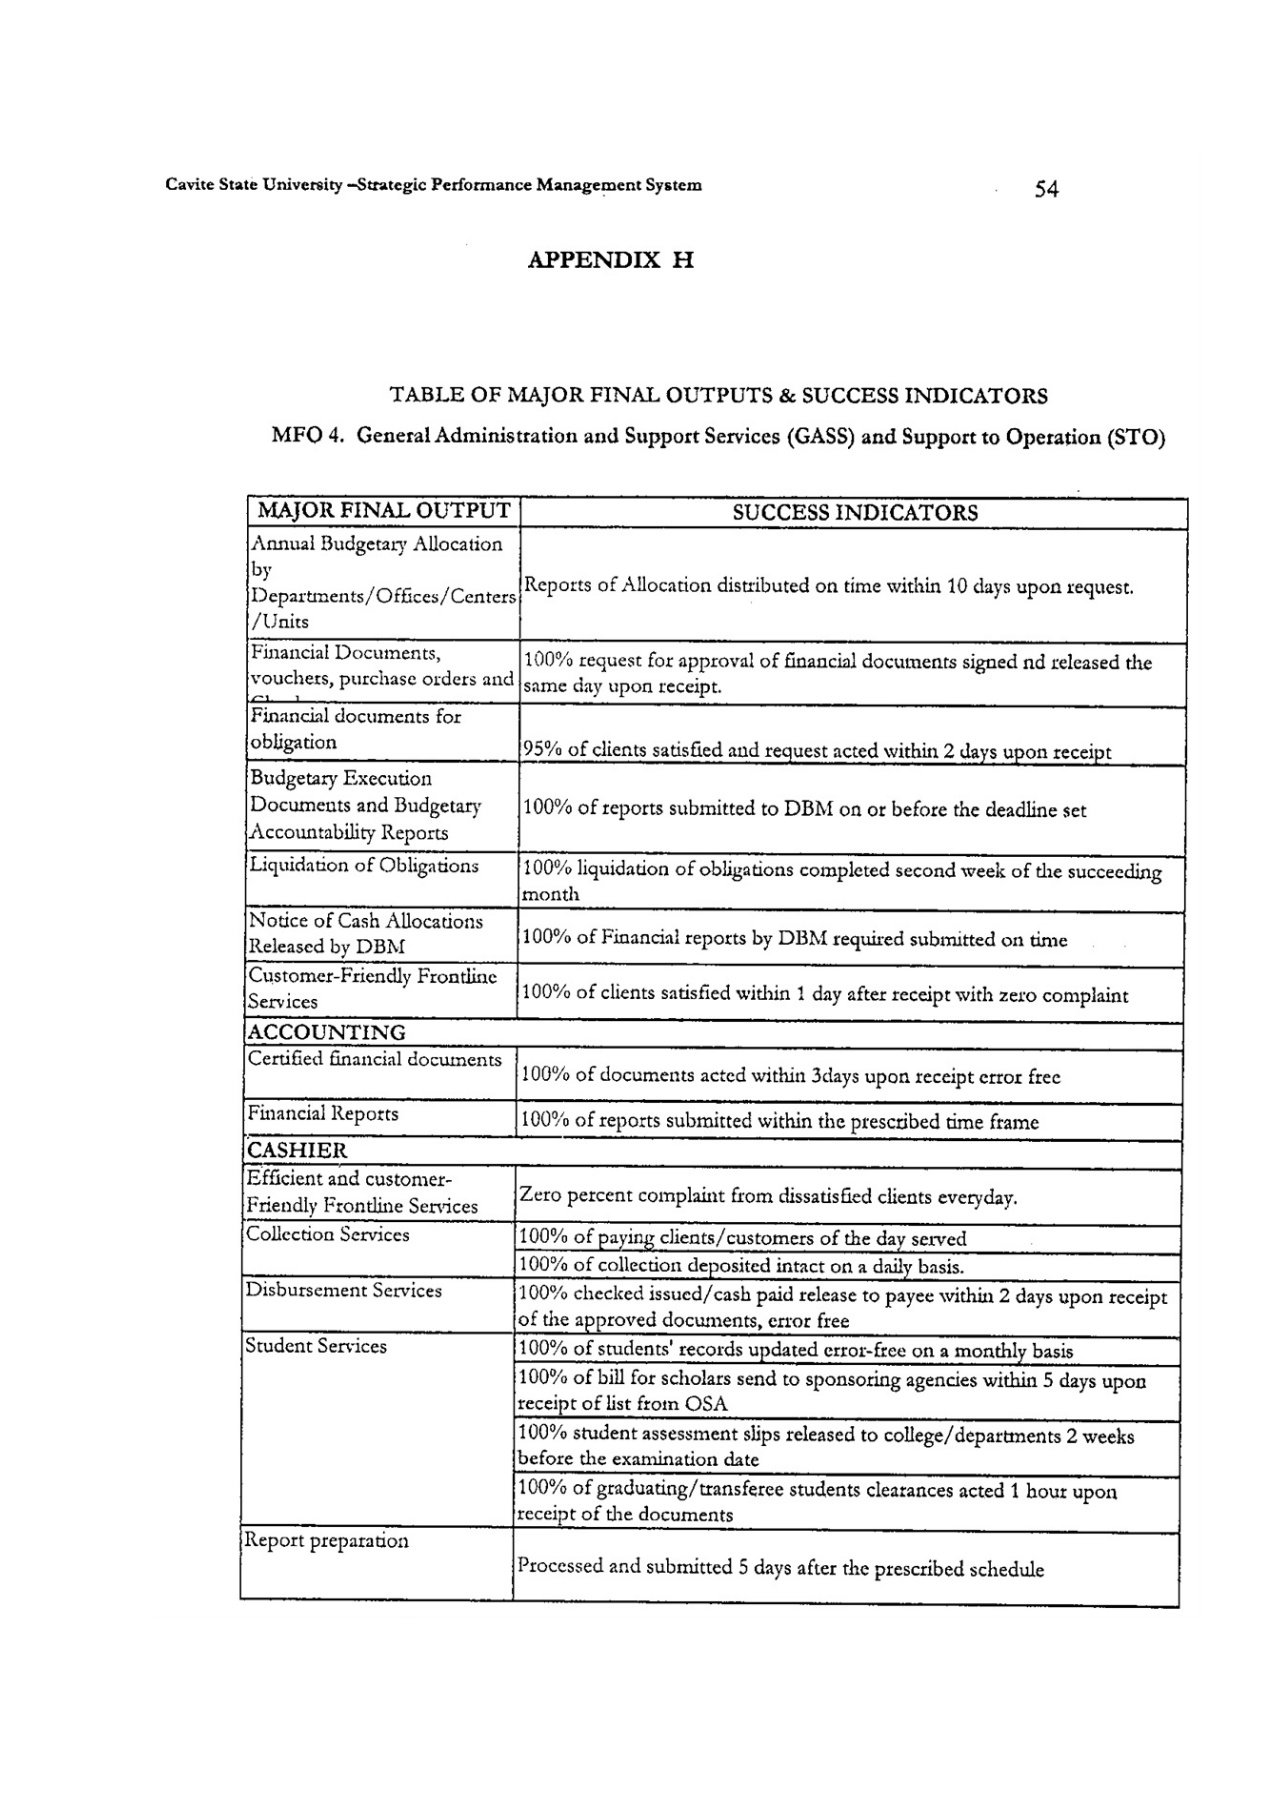 Cavite State University –Strategic Performance Management System
54
APPENDIX H
TABLE OF MAJOR FINAL OUTPUTS & SUCCESS INDICATORS
MFO 4. General Administration and Support Services (GASS) and Support to Operation (STO)
MAJOR FINAL OUTPUT
SUCCESS INDICATORS
Annual Budgetary Allocation
by
Departments/Offices/Centers
/Units
Reports of Allocation distributed on time within 10 days upon request.
Financial Documents,
vouchers, purchase orders and
100% request for approval of financial documents signed nd released the
same day upon receipt.
Financial documents for
obligation
95% of clients satisfied and request acted within 2 days upon receipt
Budgetary Execution
Documents and Budgetary
Accountability Reports
100% of reports submitted to DBM on or before the deadline set
Liquidation of Obligations
100% liquidation of obligations completed second week of the succeeding
month
Notice of Cash Allocations
Released by DBM
100% of Financial reports by DBM required submitted on time
Customer-Friendly Frontline
Services
100% of clients satisfied within 1 day after receipt with zero complaint
ACCOUNTING
Certified financial documents
100% of documents acted within 3days upon receipt error free
Financial Reports
100% of reports submitted within the prescribed time frame
CASHIER
Efficient and customer-
Friendly Frontline Services
Zero percent complaint from dissatisfied clients everyday.
Collection Services
100% of paying clients/customers of the day served
100% of collection deposited intact on a daily basis.
Disbursement Services
100% checked issued/cash paid release to payee within 2 days upon receipt
of the approved documents, error free
Student Services
100% of students' records updated error-free on a monthly basis
100% of bill for scholars send to sponsoring agencies within 5 days upon
receipt of list from OSA
100% student assessment slips released to college/departments 2 weeks
before the examination date
100% of graduating/transferee students clearances acted 1 hour upon
receipt of the documents
Report preparation
Processed and submitted 5 days after the prescribed schedule